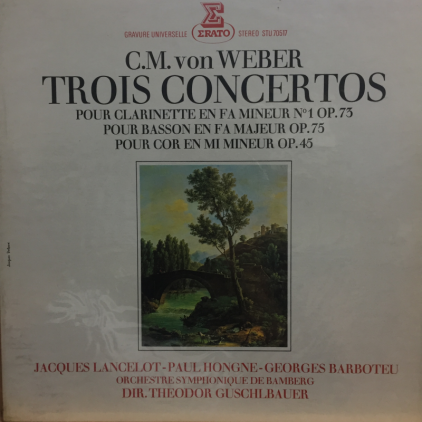 ERATO
GRAVURE UNIVERSELLE STEREO STU 70517
C.M. von WEBER
TROIS CONCERTOS
POUR CLARINETTE EN FA MINEUR Nº1 OP.73
POUR BASSON EN FA MAJEUR OP.75
POUR COR EN MI MINEUR OP.45
JACQUES LANCELOT-PAUL HONGNE-GEORGES BARBOTEU
ORCHESTRE SYMPHONIQUE DE BAMBERG
DIR. THEODOR GUSCHLBAUER